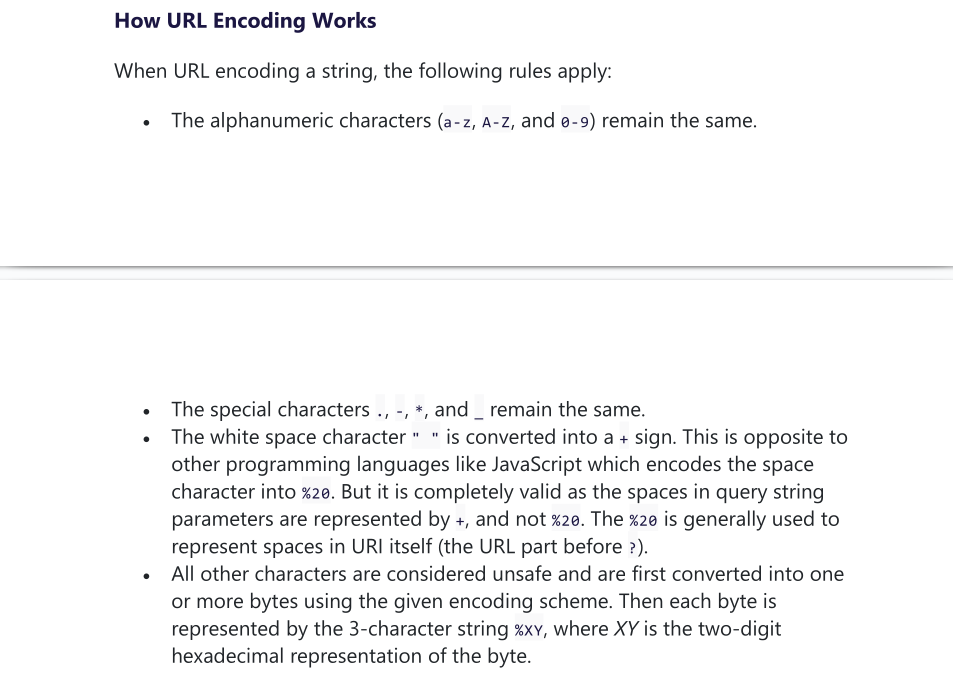 How URL Encoding Works
When URL encoding a string, the following rules apply:
• The alphanumeric characters (a-z, A-Z, and 0-9) remain the same.
• The special characters ., -, *, and _ remain the same.
• The white space character " " is converted into a + sign. This is opposite to
other programming languages like JavaScript which encodes the space
character into %20. But it is completely valid as the spaces in query string
parameters are represented by +, and not %20. The %20 is generally used to
represent spaces in URI itself (the URL part before ?).
• All other characters are considered unsafe and are first converted into one
or more bytes using the given encoding scheme. Then each byte is
represented by the 3-character string %XY, where XY is the two-digit
hexadecimal representation of the byte.